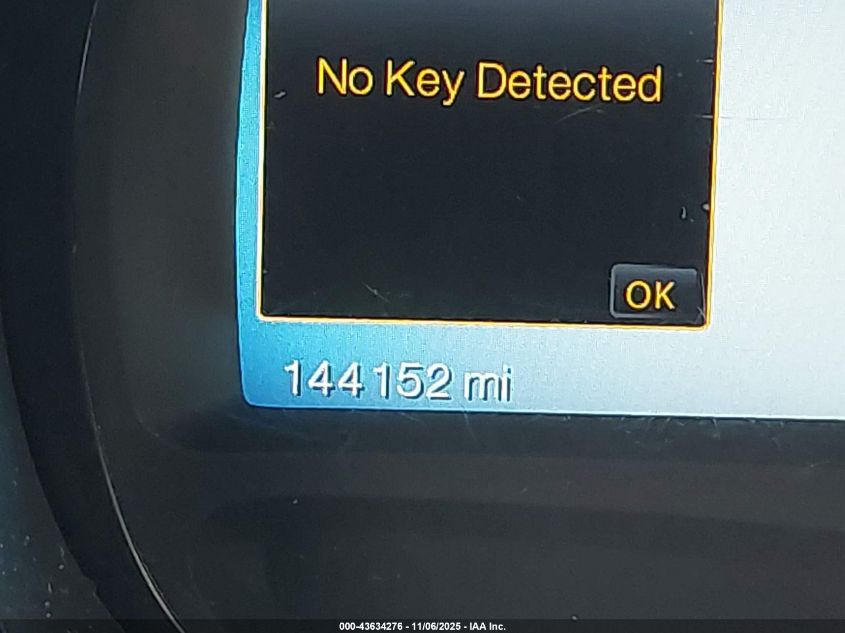 No Key Detected
OK
144152 mi
000-43634276 - 11/06/2025 - IAA Inc.